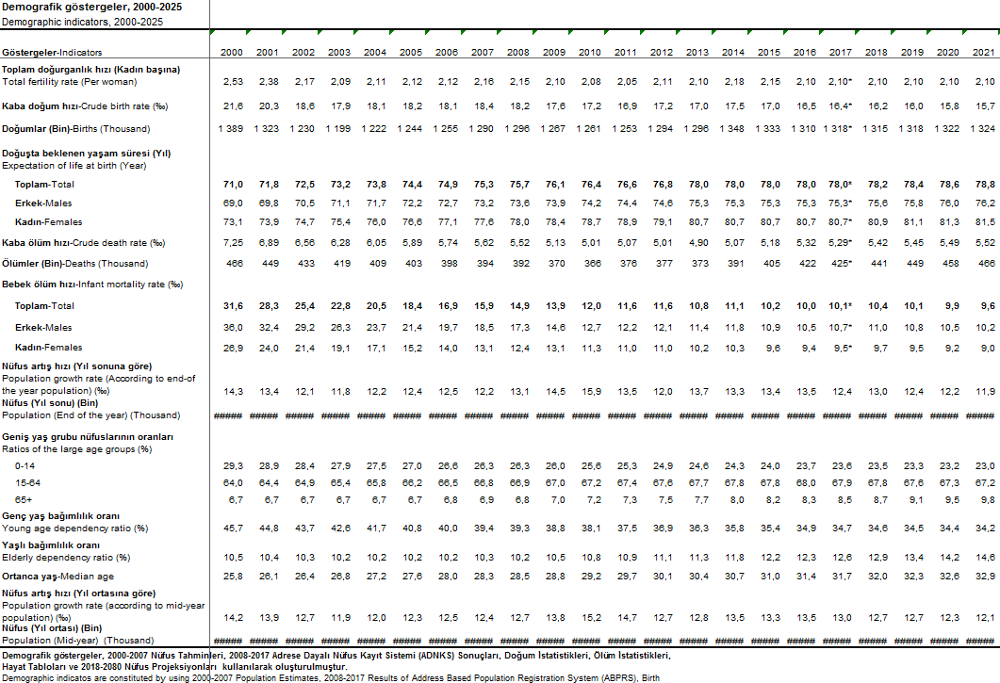 Demografik göstergeler, 2000-2025
Demographic indicators, 2000-2025
Göstergeler-Indicators 2000 2001 2002 2003 2004 2005 2006 2007 2008 2009 2010 2011 2012 2013 2014 2015 2016 2017 2018 2019 2020 2021
Toplam doğurganlık hızı (Kadın başına)
Total fertility rate (Per woman) 2,53 2,38 2,17 2,09 2,11 2,12 2,12 2,16 2,15 2,10 2,08 2,05 2,11 2,10 2,18 2,15 2,10 2,10* 2,10 2,10 2,10 2,10
Kaba doğum hızı-Crude birth rate (‰) 21,6 20,3 18,6 17,9 18,1 18,2 18,1 18,4 18,2 17,6 17,2 16,9 17,2 17,0 17,5 17,0 16,5 16,4* 16,2 16,0 15,8 15,7
Doğumlar (Bin)-Births (Thousand) 1 389 1 323 1 230 1 199 1 222 1 244 1 255 1 290 1 296 1 267 1 261 1 253 1 294 1 296 1 348 1 333 1 310 1 318* 1 315 1 318 1 322 1 324
Doğuşta beklenen yaşam süresi (Yıl)
Expectation of life at birth (Year)
Toplam-Total 71,0 71,8 72,5 73,2 73,8 74,4 74,9 75,3 75,7 76,1 76,4 76,6 76,8 78,0 78,0 78,0 78,0 78,0* 78,2 78,4 78,6 78,8
Erkek-Males 69,0 69,8 70,5 71,1 71,7 72,2 72,7 73,2 73,6 73,9 74,2 74,4 74,6 75,3 75,3 75,3 75,3 75,3* 75,6 75,8 76,0 76,2
Kadın-Females 73,1 73,9 74,7 75,4 76,0 76,6 77,1 77,6 78,0 78,4 78,7 78,9 79,1 80,7 80,7 80,7 80,7 80,7* 80,9 81,1 81,3 81,5
Kaba ölüm hızı-Crude death rate (‰) 7,25 6,89 6,56 6,28 6,05 5,89 5,74 5,62 5,52 5,13 5,01 5,07 5,01 4,90 5,07 5,18 5,32 5,29* 5,42 5,45 5,49 5,52
Ölümler (Bin)-Deaths (Thousand) 466 449 433 419 409 403 398 394 392 370 366 376 377 373 391 405 422 425* 441 449 458 466
Bebek ölüm hızı-Infant mortality rate (‰)
Toplam-Total 31,6 28,3 25,4 22,8 20,5 18,4 16,9 15,9 14,9 13,9 12,0 11,6 11,6 10,8 11,1 10,2 10,0 10,1* 10,4 10,1 9,9 9,6
Erkek-Males 36,0 32,4 29,2 26,3 23,7 21,4 19,7 18,5 17,3 14,6 12,7 12,2 12,1 11,4 11,8 10,9 10,5 10,7* 11,0 10,8 10,5 10,2
Kadın-Females 26,9 24,0 21,4 19,1 17,1 15,2 14,0 13,1 12,4 13,1 11,3 11,0 11,0 10,2 10,3 9,6 9,4 9,5* 9,7 9,5 9,2 9,0
Nüfus artış hızı (Yıl sonuna göre)
Population growth rate (According to end-of
the year population) (‰) 14,3 13,4 12,1 11,8 12,2 12,4 12,5 12,2 13,1 14,5 15,9 13,5 12,0 13,7 13,3 13,4 13,5 12,4 13,0 12,4 12,2 11,9
Nüfus (Yıl sonu) (Bin)
Population (End of the year) (Thousand) ##### ##### ##### ##### ##### ##### ##### ##### ##### ##### ##### ##### ##### ##### ##### ##### ##### ##### ##### ##### ##### #####
Geniş yaş grubu nüfuslarının oranları
Ratios of the large age groups (%)
0-14 29,3 28,9 28,4 27,9 27,5 27,0 26,6 26,3 26,3 26,0 25,6 25,3 24,9 24,6 24,3 24,0 23,7 23,6 23,5 23,3 23,2 23,0
15-64 64,0 64,4 64,9 65,4 65,8 66,2 66,5 66,8 66,9 67,0 67,2 67,4 67,6 67,7 67,8 67,8 68,0 67,9 67,8 67,6 67,3 67,2
65+ 6,7 6,7 6,7 6,7 6,7 6,7 6,8 6,9 6,8 7,0 7,2 7,3 7,5 7,7 8,0 8,2 8,3 8,5 8,7 9,1 9,5 9,8
Genç yaş bağımlılık oranı
Young age dependency ratio (%) 45,7 44,8 43,7 42,6 41,7 40,8 40,0 39,4 39,3 38,8 38,1 37,5 36,9 36,3 35,8 35,4 34,9 34,7 34,6 34,5 34,4 34,2
Yaşlı bağımlılık oranı
Elderly dependency ratio (%) 10,5 10,4 10,3 10,2 10,2 10,2 10,2 10,3 10,2 10,5 10,8 10,9 11,1 11,3 11,8 12,2 12,3 12,6 12,9 13,4 14,2 14,6
Ortanca yaş-Median age 25,8 26,1 26,4 26,8 27,2 27,6 28,0 28,3 28,5 28,8 29,2 29,7 30,1 30,4 30,7 31,0 31,4 31,7 32,0 32,3 32,6 32,9
Nüfus artış hızı (Yıl ortasına göre)
Population growth rate (according to mid-year
population) (‰) 14,2 13,9 12,7 11,9 12,0 12,3 12,5 12,4 12,7 13,8 15,2 14,7 12,7 12,8 13,5 13,3 13,5 13,0 12,7 12,7 12,3 12,1
Nüfus (Yıl ortası) (Bin)
Population (Mid-year) (Thousand) ##### ##### ##### ##### ##### ##### ##### ##### ##### ##### ##### ##### ##### ##### ##### ##### ##### ##### ##### ##### ##### #####
Demografik göstergeler, 2000-2007 Nüfus Tahminleri, 2008-2017 Adrese Dayalı Nüfus Kayıt Sistemi (ADNKS) Sonuçları, Doğum İstatistikleri, Ölüm İstatistikleri,
Hayat Tabloları ve 2018-2080 Nüfus Projeksiyonları kullanılarak oluşturulmuştur.
Demographic indicatos are constituted by using 2000-2007 Population Estimates, 2008-2017 Results of Address Based Population Registration System (ABPRS), Birth